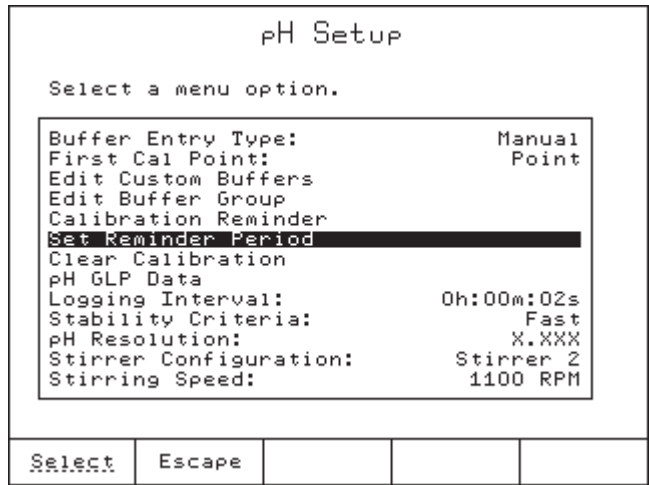 pH Setup
Select a menu option.
Buffer Entry Type: Manual
First Cal Point: Point
Edit Custom Buffers
Edit Buffer Group
Calibration Reminder
Set Reminder Period
Clear Calibration
pH GLP Data
Logging Interval: 0h:00m:02s
Stability Criteria: Fast
pH Resolution: X.XXX
Stirrer Configuration: Stirrer 2
Stirring Speed: 1100 RPM
Select Escape